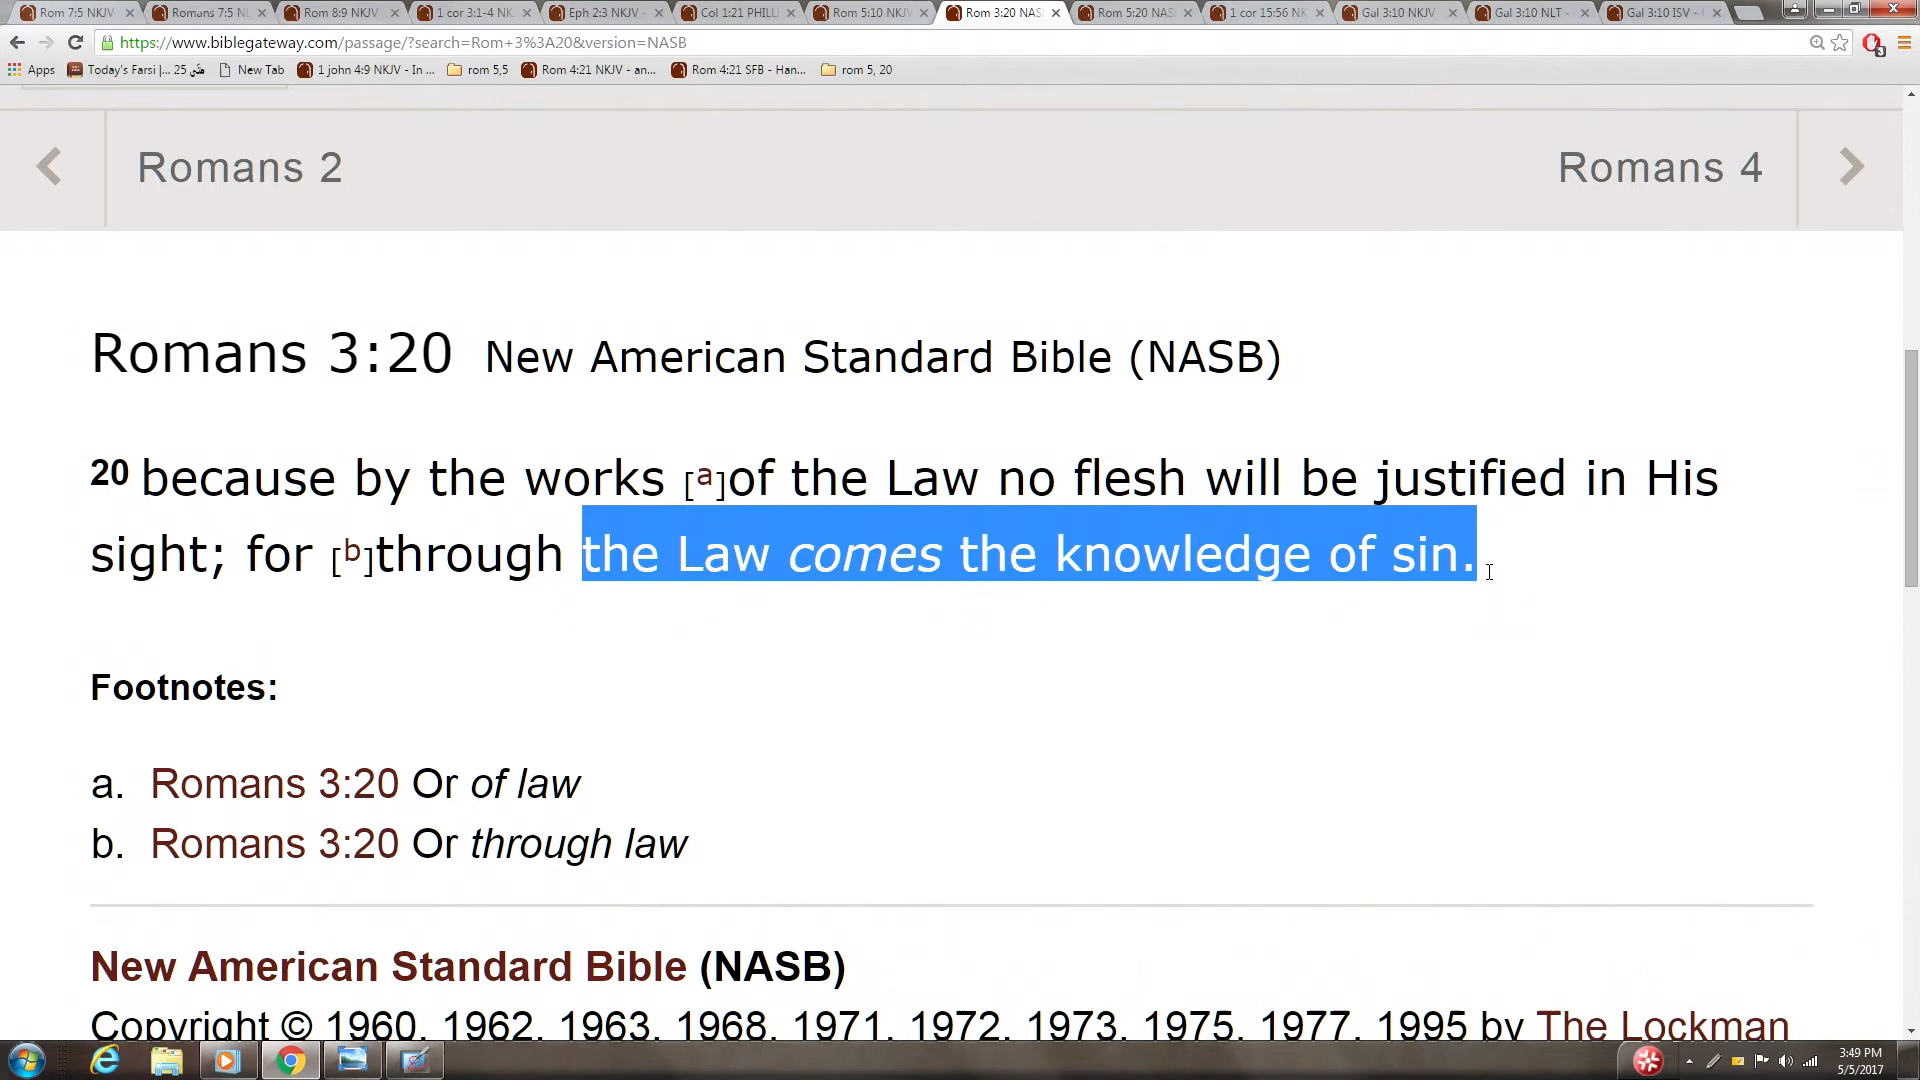 Rom 7:5 NKJV
Romans 7:5 NL
Rom 8:9 NKJV
1 cor 3:1-4 NK
Eph 2:3 NKJV -
Col 1:21 PHILL
Rom 5:10 NKJV
Rom 3:20 NAS
Rom 5:20 NAS
1 cor 15:56 NK
Gal 3:10 NKJV
Gal 3:10 NLT -
Gal 3:10 ISV -
https://www.biblegateway.com/passage/?search=Rom+3%3A20&version=NASB
3
Apps
Today's Farsi |... 25 متی
New Tab
1 john 4:9 NKJV - In ...
rom 5,5
Rom 4:21 NKJV - an...
Rom 4:21 SFB - Han...
rom 5, 20
Romans 2
Romans 4
Romans 3:20 New American Standard Bible (NASB)
20 because by the works [a]of the Law no flesh will be justified in His
sight; for [b]through the Law comes the knowledge of sin.
Footnotes:
a. Romans 3:20 Or of law
b. Romans 3:20 Or through law
New American Standard Bible (NASB)
Copyright © 1960, 1962, 1963, 1968, 1971, 1972, 1973, 1975, 1977, 1995 by The Lockman
3:49 PM
5/5/2017